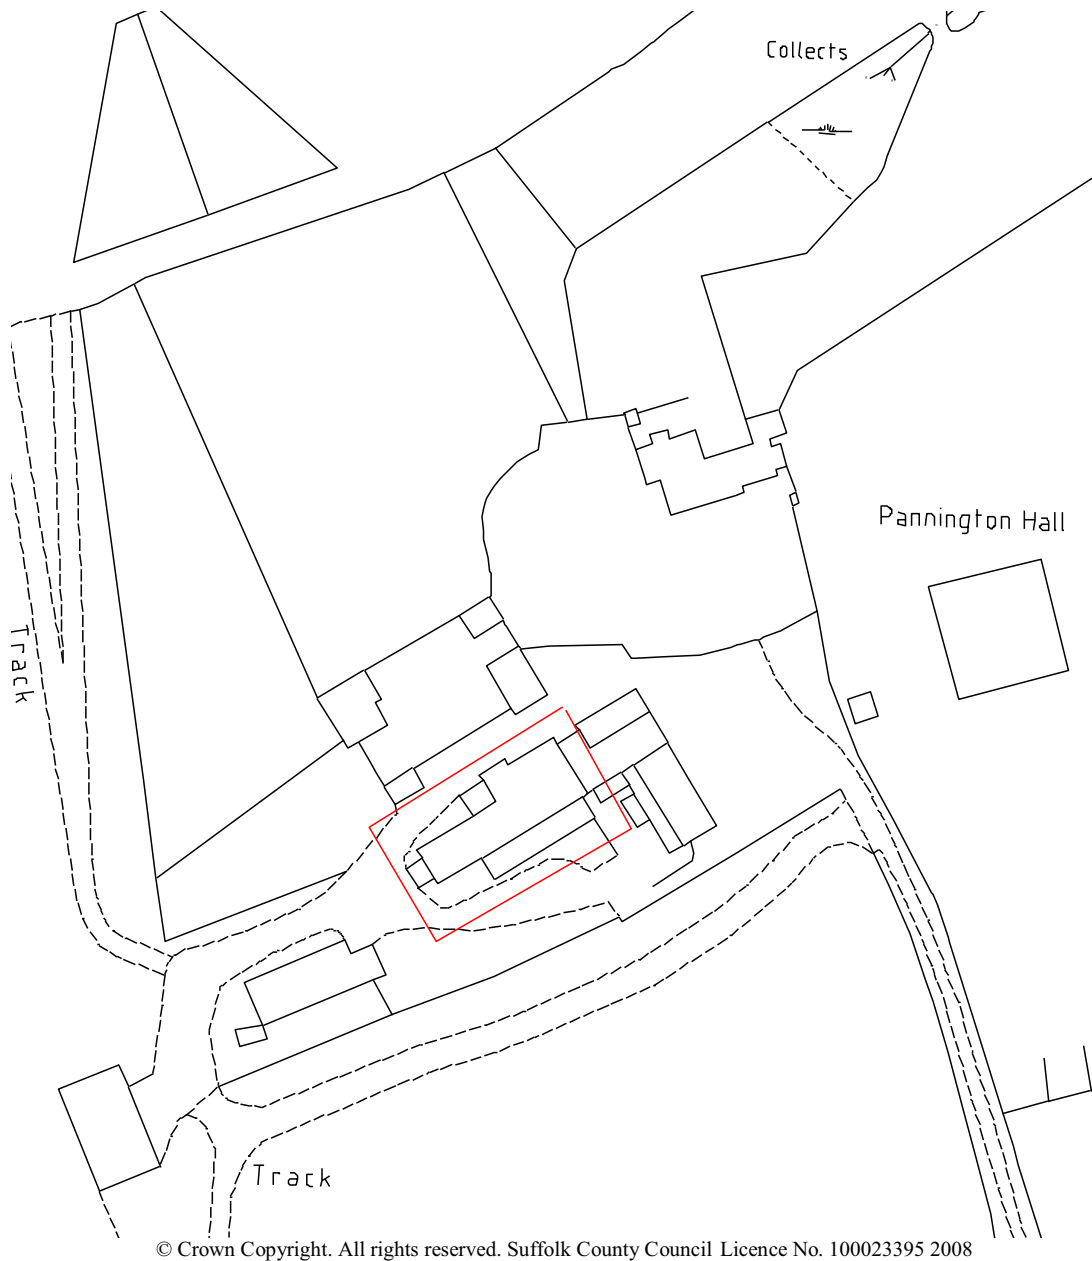 Collects
Pannington Hall
Track
Track
© Crown Copyright. All rights reserved. Suffolk County Council Licence No. 100023395 2008